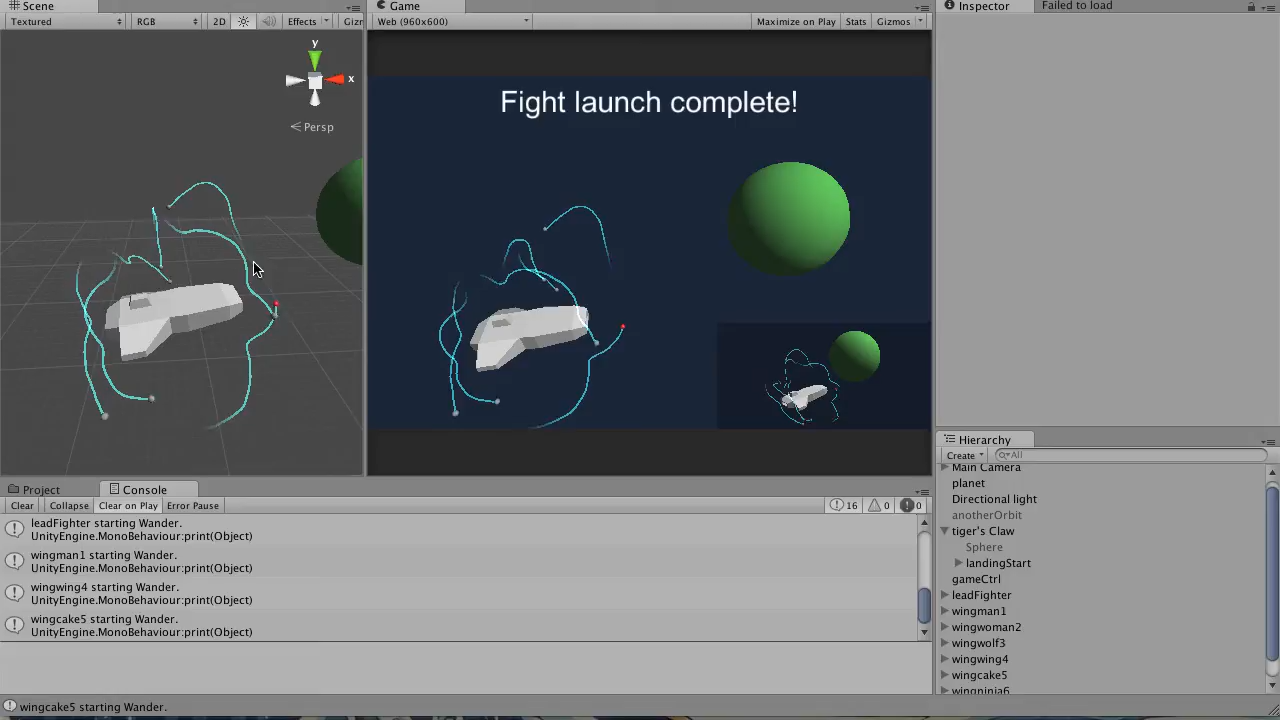 Scene
Textured
RGB
2D
Effects
Giz
y
x
Persp
Game
Web (960x600)
Maximize on Play
Stats
Gizmos
Fight launch complete!
Inspector
Failed to load
Hierarchy
Create
All
Main Camera
planet
Directional light
anotherOrbit
tiger's Claw
Sphere
landingStart
gameCtrl
leadFighter
wingman1
wingwoman2
wingwolf3
wingwing4
wingcake5
wingninja6
Project
Console
Clear
Collapse
Clear on Play
Error Pause
16
0
0
leadFighter starting Wander.
UnityEngine.MonoBehaviour:print(Object)
wingman1 starting Wander.
UnityEngine.MonoBehaviour:print(Object)
wingwing4 starting Wander.
UnityEngine.MonoBehaviour:print(Object)
wingcake5 starting Wander.
UnityEngine.MonoBehaviour:print(Object)
wingcake5 starting Wander.